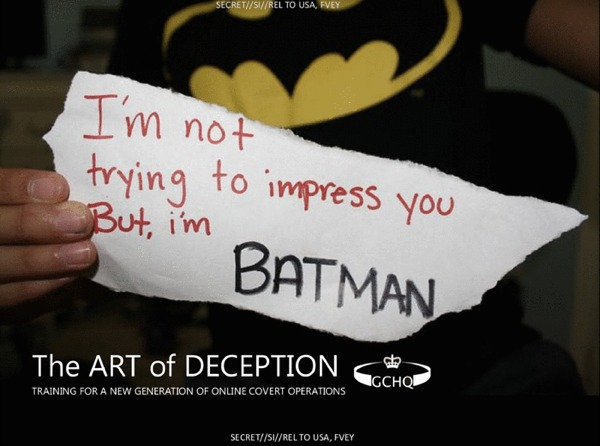 SECRET//SI//REL TO USA, FVEY
I'm not
trying to impress you
But, i'm
BATMAN
The ART of DECEPTION
GCHQ
TRAINING FOR A NEW GENERATION OF ONLINE COVERT OPERATIONS
SECRET//SI//REL TO USA, FVEY